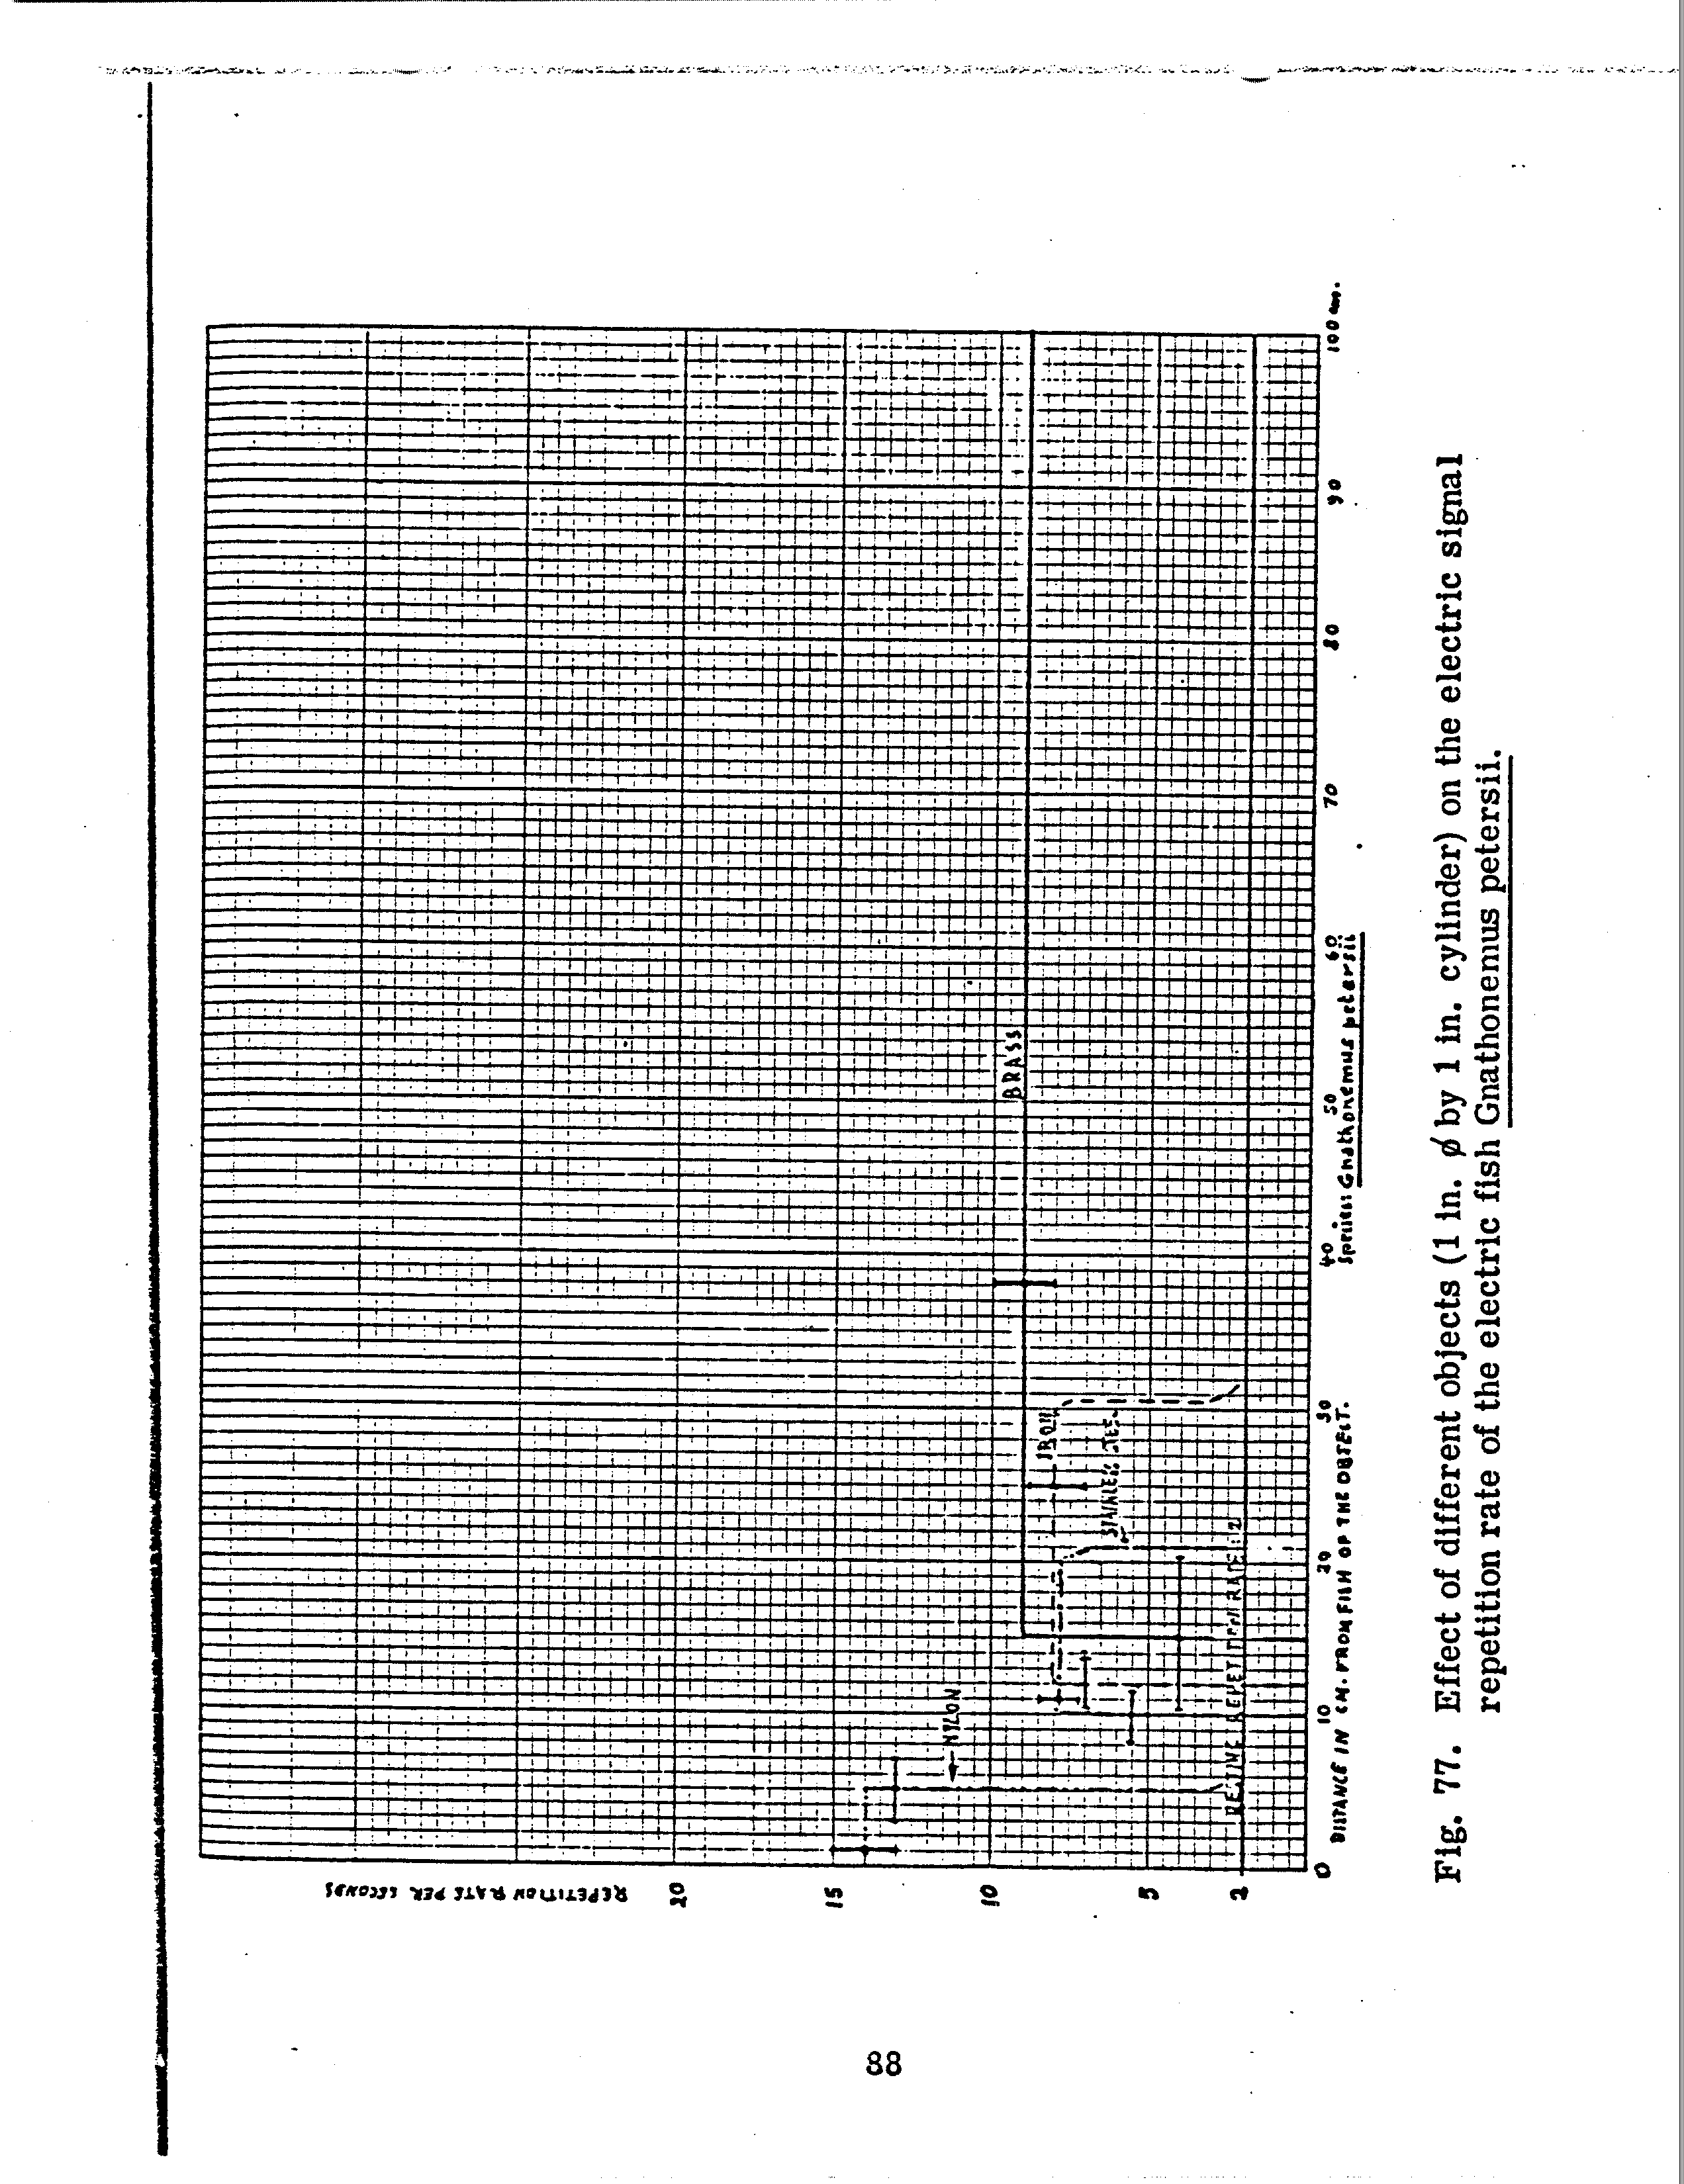 REPETITION RATE PER SECONDS
20
15
10
5
2
BRASS
IRON
STAINLESS STEEL
NYLON
RESTING REPETITION RATE : 2
0 10 20 30 40 50 60 70 80 90 100 cm.
DISTANCE IN CM. FROM FISH OF THE OBJECT.
Species: Gnathonemus petersii
Fig. 77. Effect of different objects (1 in. ϕ by 1 in. cylinder) on the electric signal
repetition rate of the electric fish Gnathonemus petersii.
88